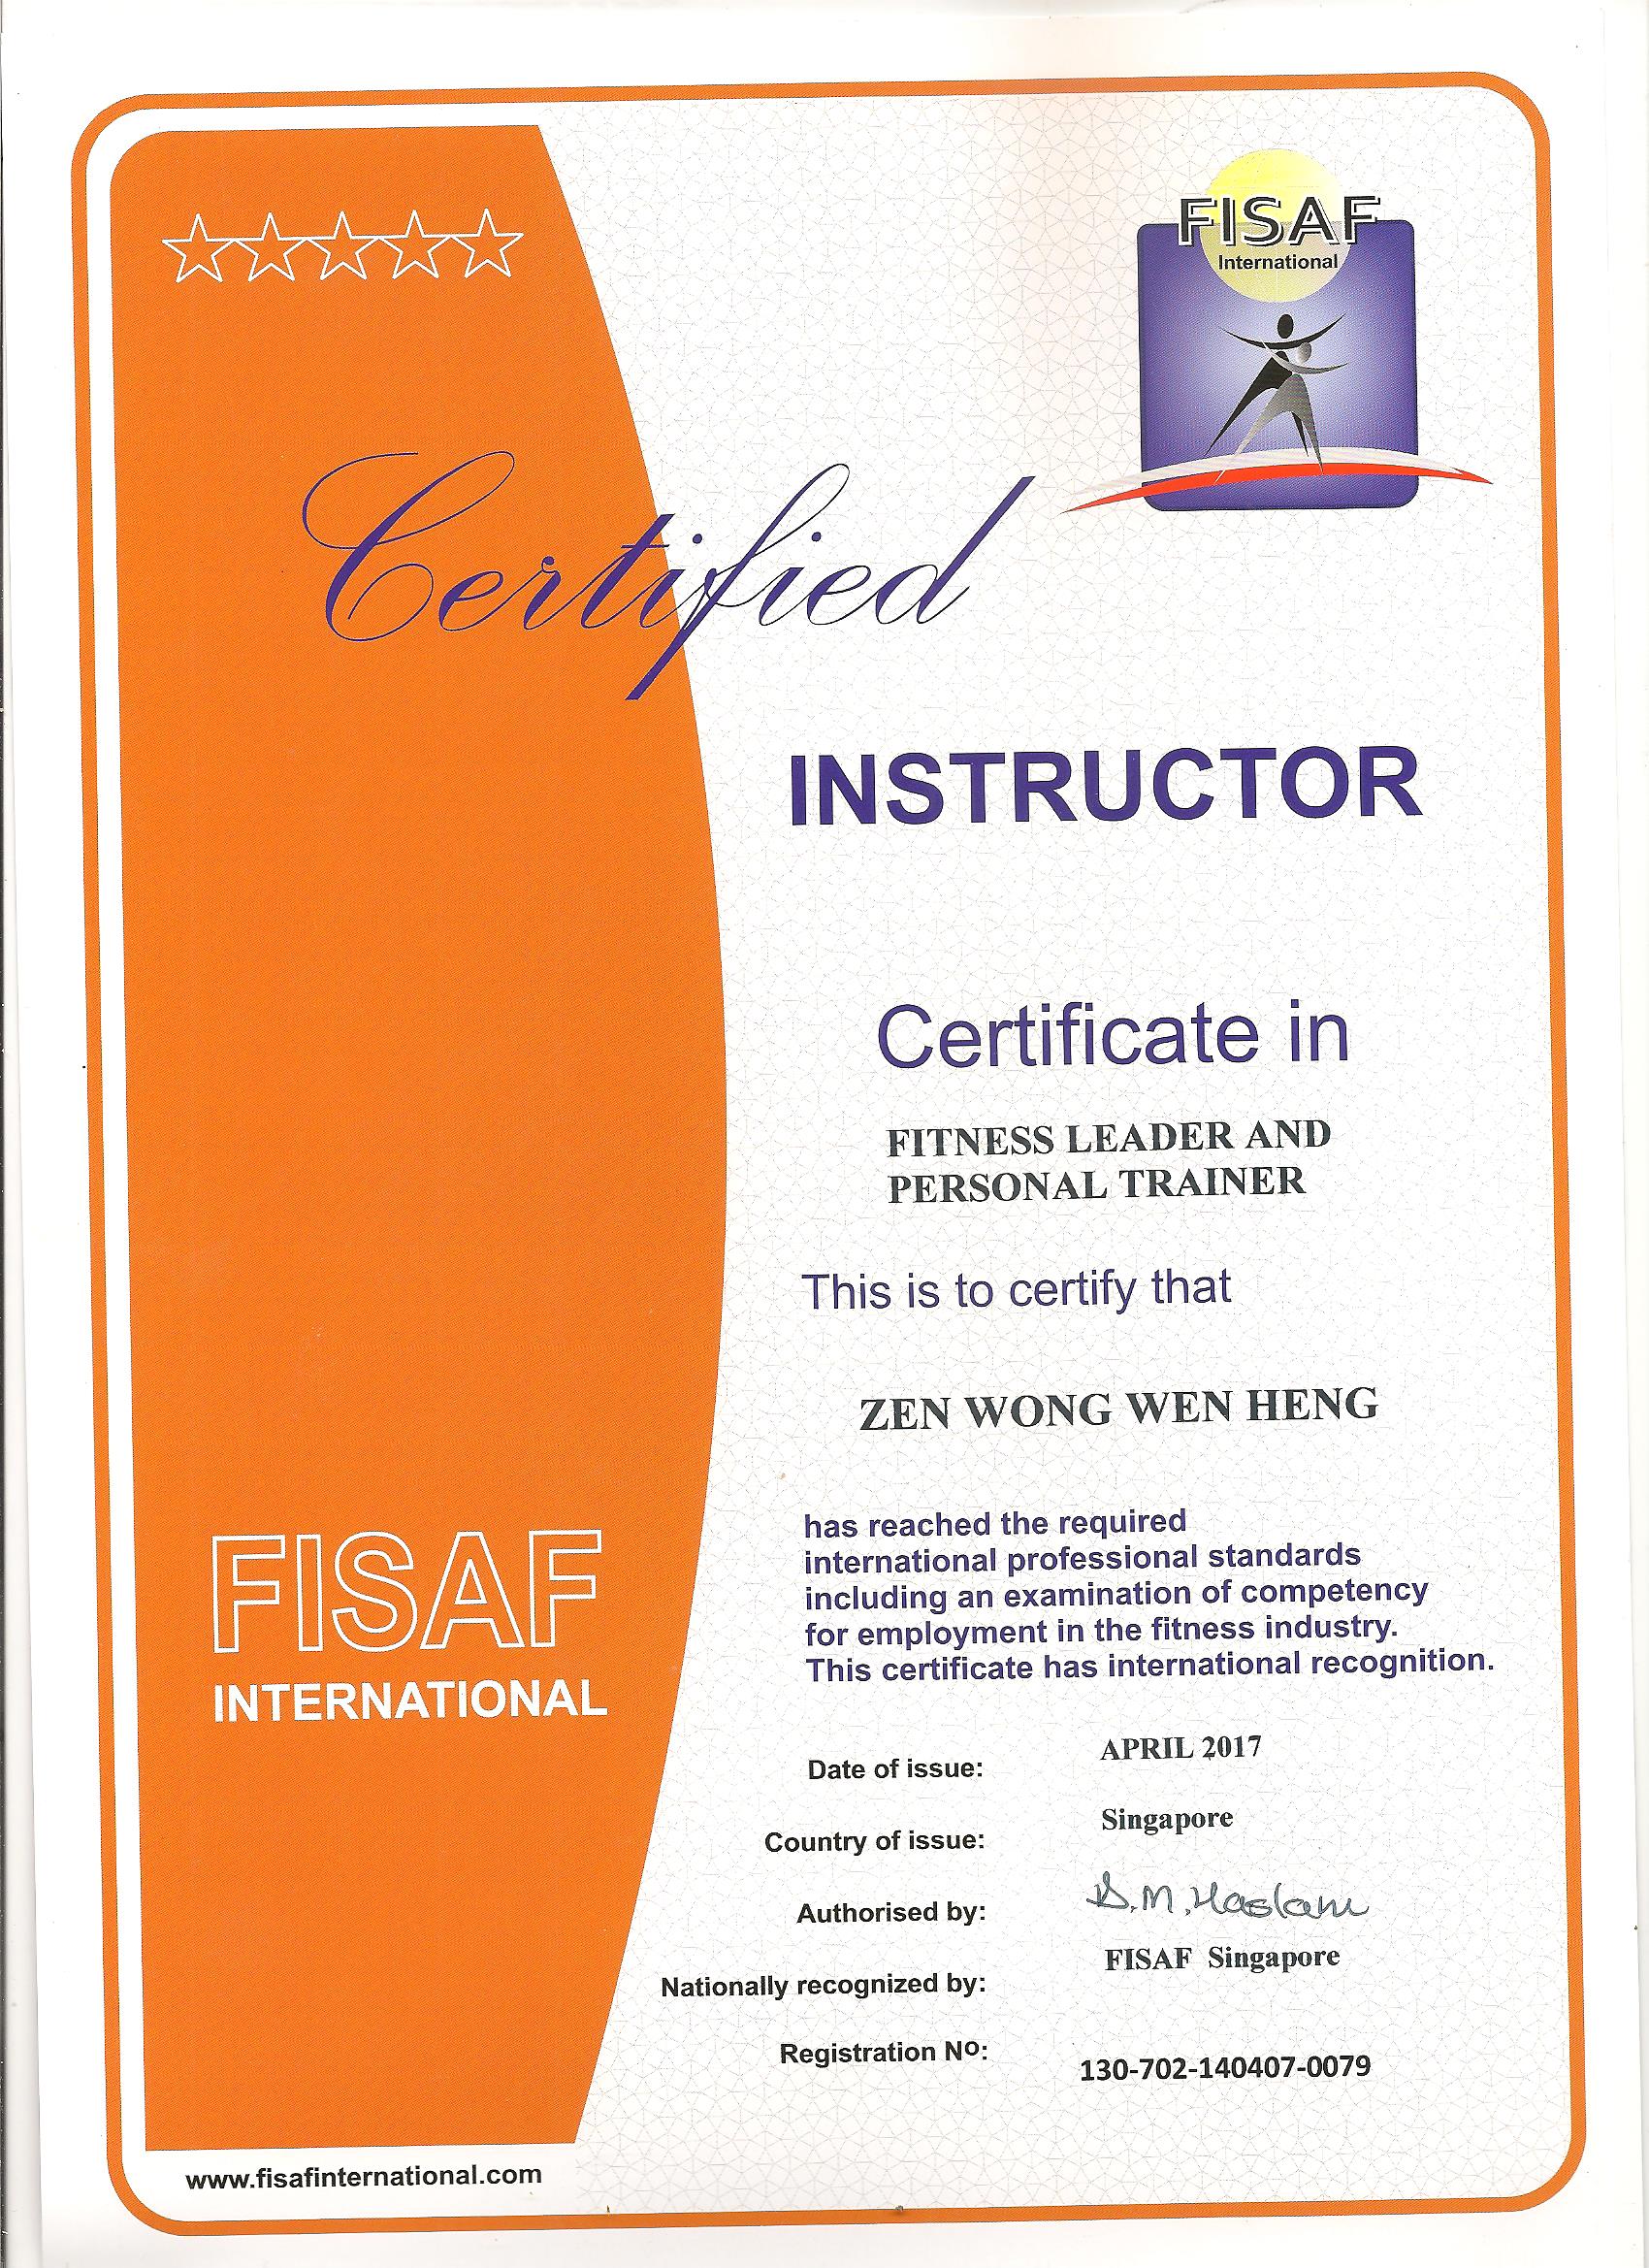 FISAF
International
Certified
INSTRUCTOR
Certificate in
FITNESS LEADER AND
PERSONAL TRAINER
This is to certify that
ZEN WONG WEN HENG
has reached the required
international professional standards
including an examination of competency
for employment in the fitness industry.
This certificate has international recognition.
FISAF
INTERNATIONAL
Date of issue: APRIL 2017
Country of issue: Singapore
Authorised by: D.M.Haslam
Nationally recognized by: FISAF Singapore
Registration Nº: 130-702-140407-0079
www.fisafinternational.com